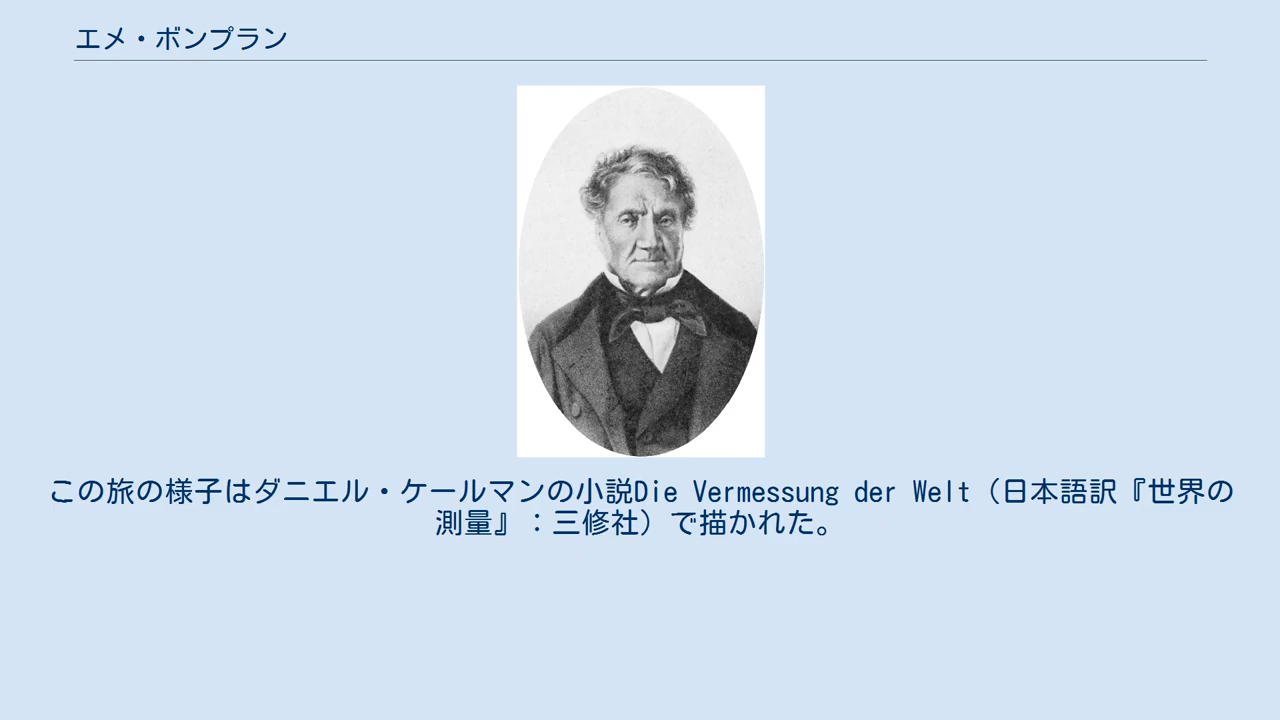 エメ・ボンプラン
この旅の様子はダニエル・ケールマンの小説Die Vermessung der Welt（日本語訳『世界の
測量』：三修社）で描かれた。